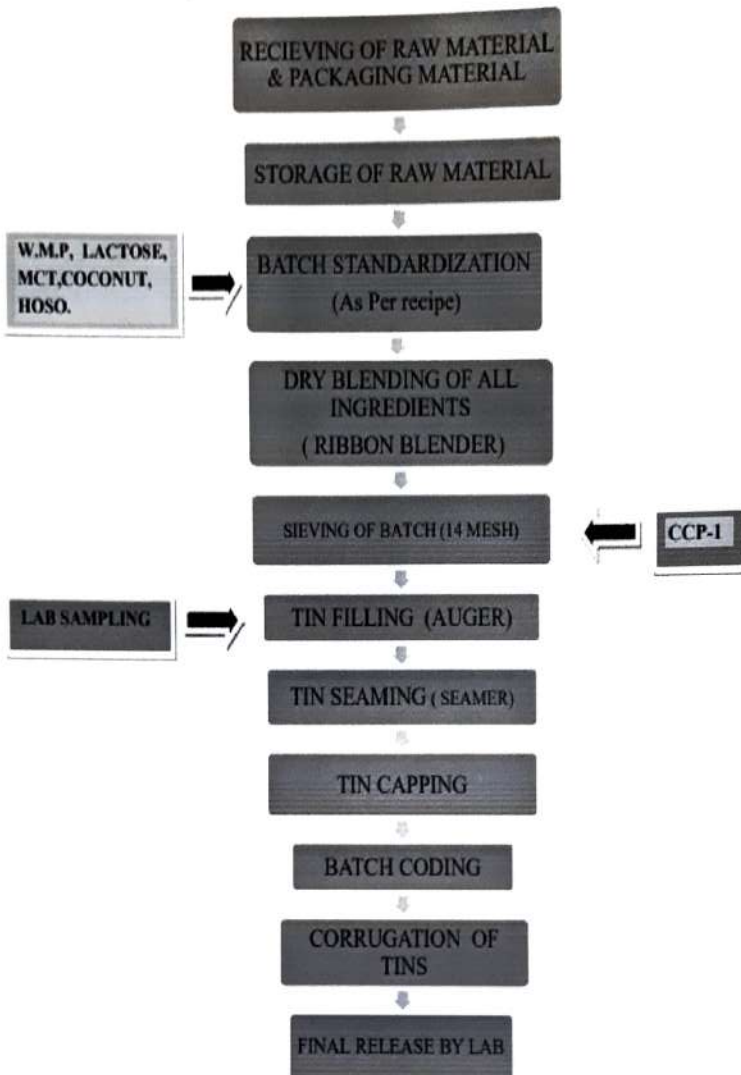 RECIEVING OF RAW MATERIAL
& PACKAGING MATERIAL
STORAGE OF RAW MATERIAL
W.M.P, LACTOSE,
MCT,COCONUT,
HOSO.
BATCH STANDARDIZATION
(As Per recipe)
DRY BLENDING OF ALL
INGREDIENTS
( RIBBON BLENDER)
SIEVING OF BATCH (14 MESH)
CCP-1
LAB SAMPLING
TIN FILLING (AUGER)
TIN SEAMING ( SEAMER)
TIN CAPPING
BATCH CODING
CORRUGATION OF
TINS
FINAL RELEASE BY LAB